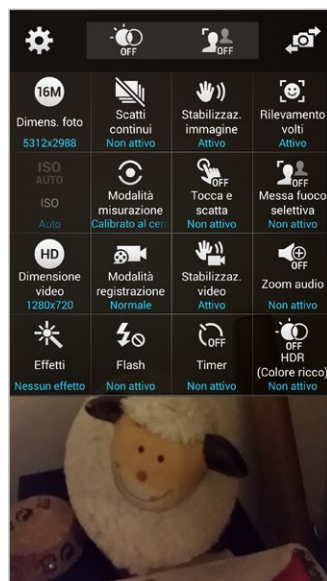 OFF
OFF
16M
Dimens. foto
5312x2988
Scatti
continui
Non attivo
Stabilizzaz.
immagine
Attivo
Rilevamento
volti
Attivo
ISO
AUTO
ISO
Auto
Modalità
misurazione
Calibrato al cen
OFF
Tocca e
scatta
Non attivo
OFF
Messa fuoco
selettiva
Non attivo
HD
Dimensione
video
1280x720
Modalità
registrazione
Normale
Stabilizzaz.
video
Attivo
OFF
Zoom audio
Non attivo
Effetti
Nessun effetto
Flash
Non attivo
OFF
Timer
Non attivo
OFF
HDR
(Colore ricco)
Non attivo